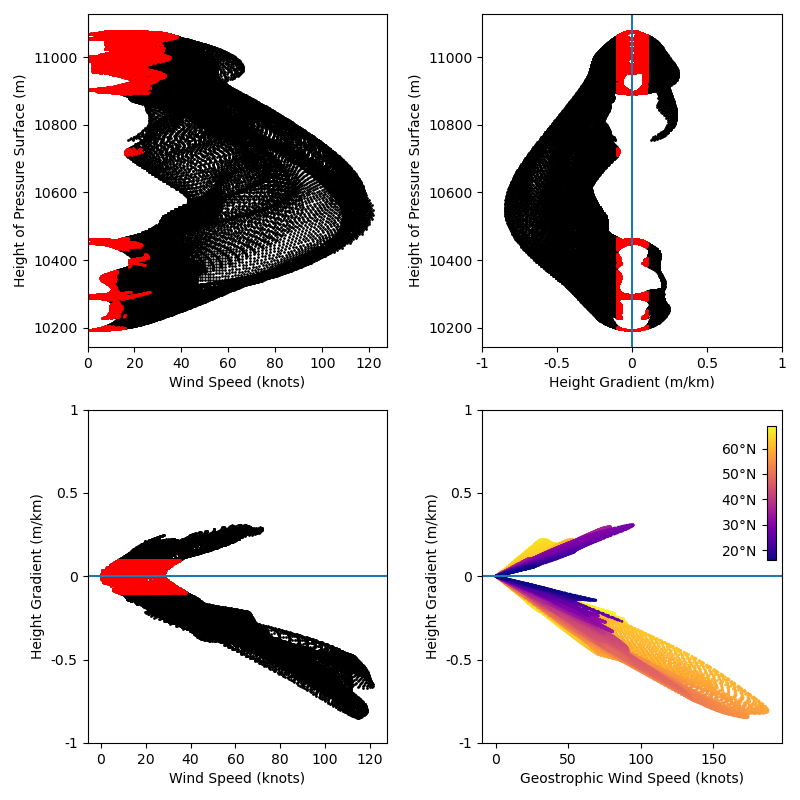 Height of Pressure Surface (m)
11000
10800
10600
10400
10200
0 20 40 60 80 100 120
Wind Speed (knots)
Height of Pressure Surface (m)
11000
10800
10600
10400
10200
-1 -0.5 0 0.5 1
Height Gradient (m/km)
Height Gradient (m/km)
1
0.5
0
-0.5
-1
0 20 40 60 80 100 120
Wind Speed (knots)
Height Gradient (m/km)
1
0.5
0
-0.5
-1
0 50 100 150
Geostrophic Wind Speed (knots)
60°N
50°N
40°N
30°N
20°N